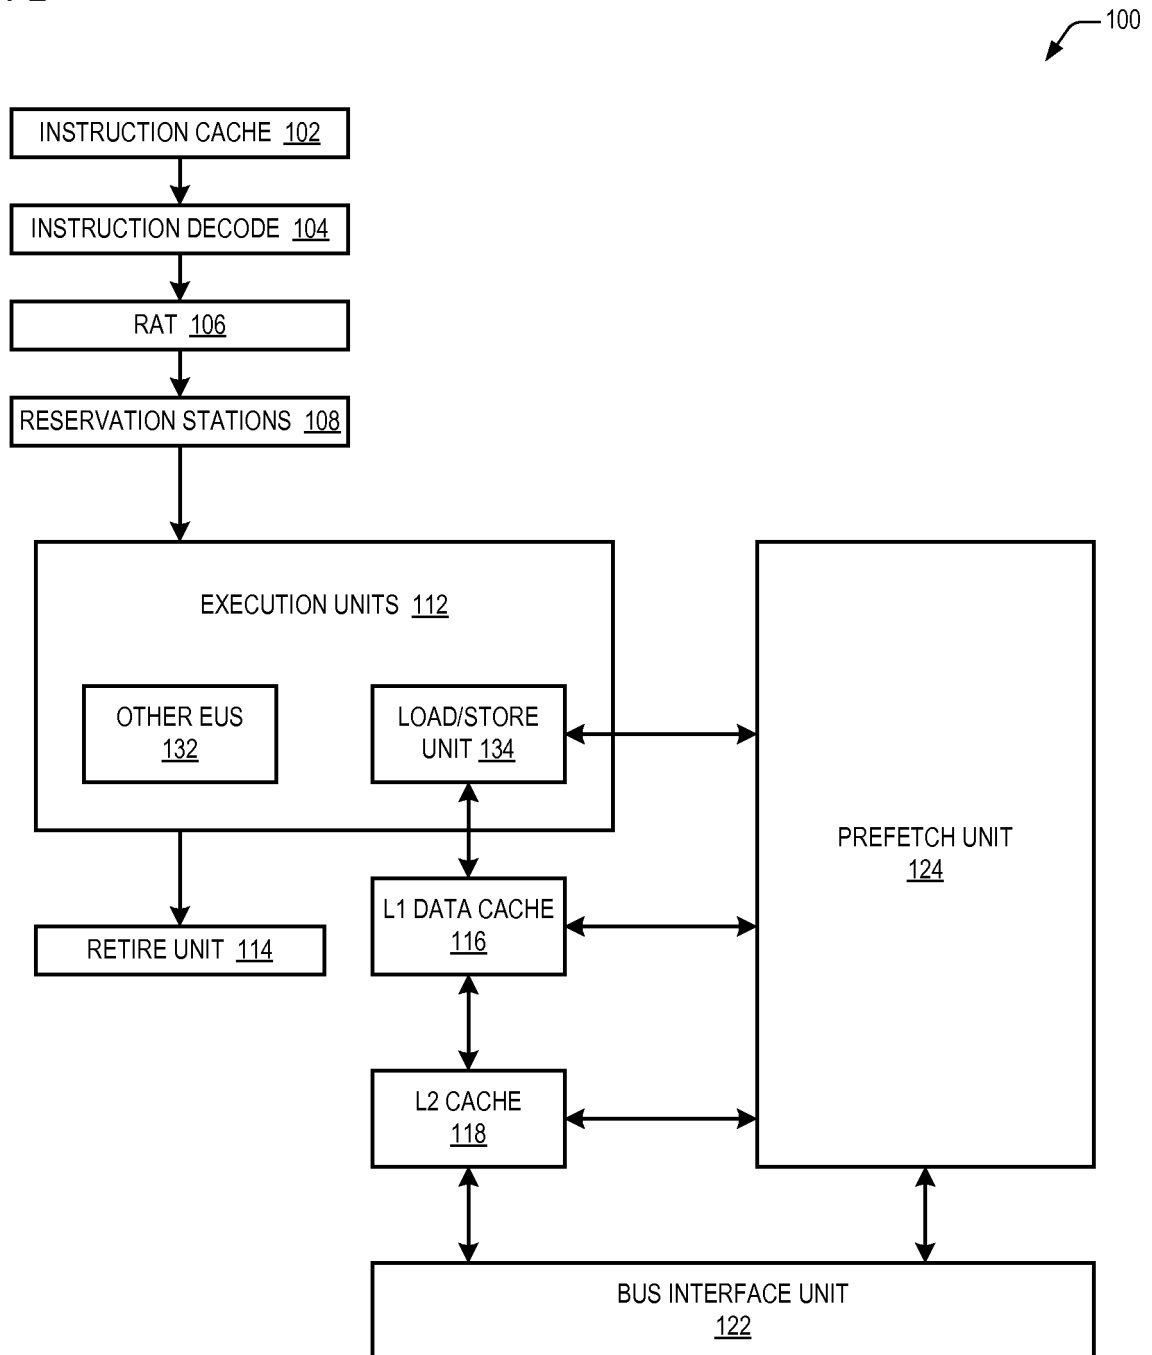 100
INSTRUCTION CACHE 102
INSTRUCTION DECODE 104
RAT 106
RESERVATION STATIONS 108
EXECUTION UNITS 112
OTHER EUS
132
LOAD/STORE
UNIT 134
PREFETCH UNIT
124
L1 DATA CACHE
116
RETIRE UNIT 114
L2 CACHE
118
BUS INTERFACE UNIT
122